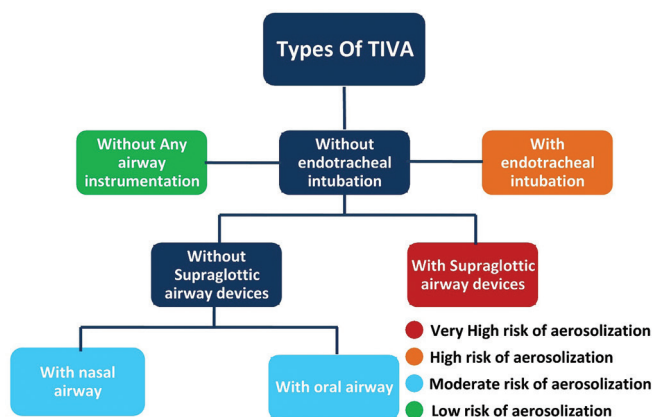 Types Of TIVA
Without Any
airway
instrumentation
Without
endotracheal
intubation
With
endotracheal
intubation
Without
Supraglottic
airway devices
With Supraglottic
airway devices
With nasal
airway
With oral airway
Very High risk of aerosolization
High risk of aerosolization
Moderate risk of aerosolization
Low risk of aerosolization